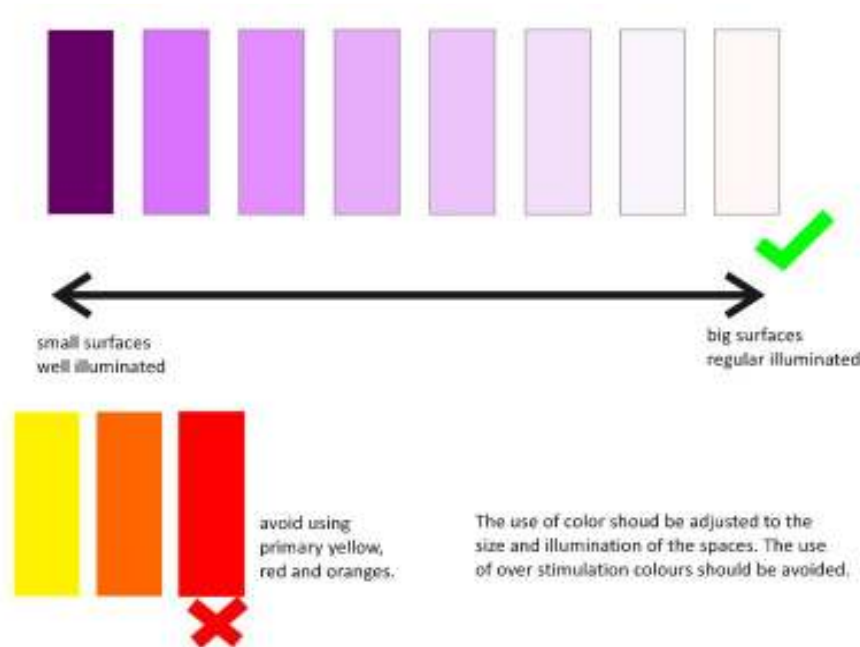 small surfaces
well illuminated
big surfaces
regular illuminated
avoid using
primary yellow,
red and oranges.
The use of color shoud be adjusted to the
size and illumination of the spaces. The use
of over stimulation colours should be avoided.